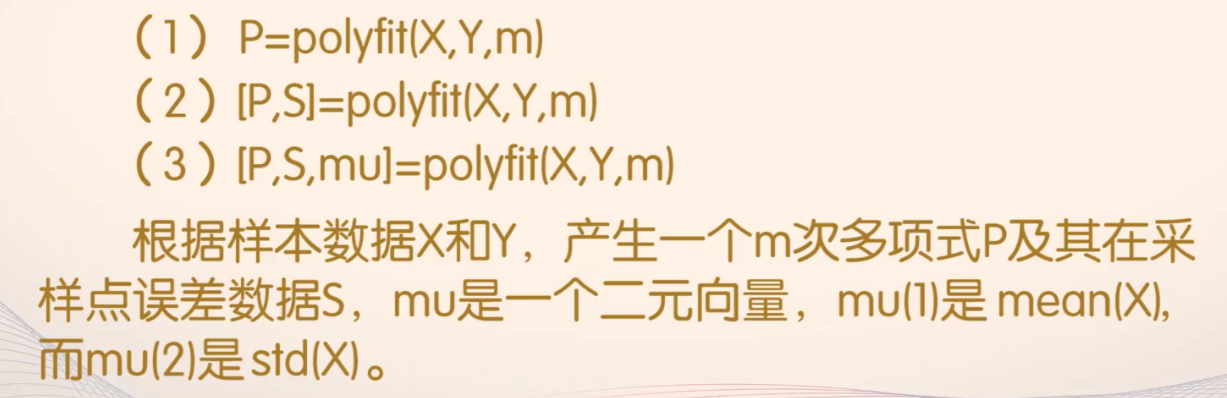 （1） P=polyfit(X,Y,m)
（2）[P,S]=polyfit(X,Y,m)
（3）[P,S,mu]=polyfit(X,Y,m)
根据样本数据X和Y，产生一个m次多项式P及其在采
样点误差数据S，mu是一个二元向量，mu(1)是 mean(X),
而mu(2)是 std(X)。